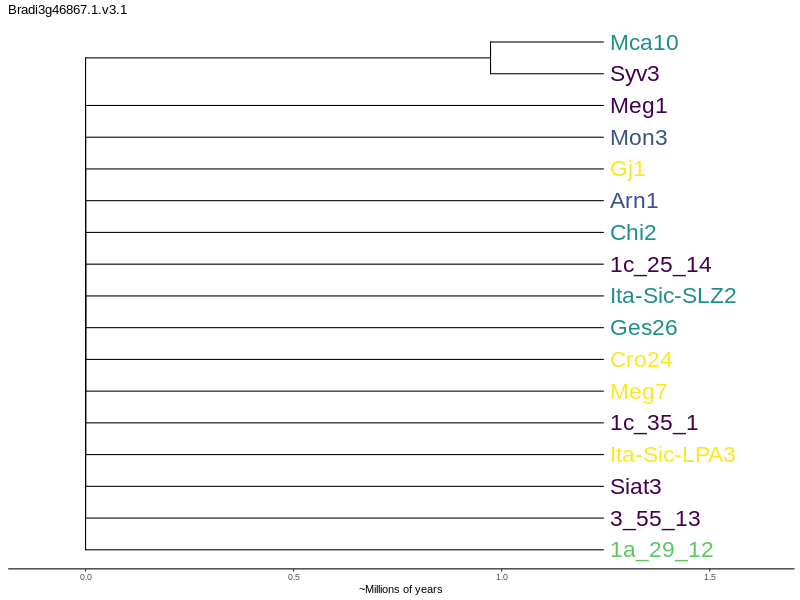 Bradi3g46867.1.v3.1
Mca10
Syv3
Meg1
Mon3
Gj1
Arn1
Chi2
1c_25_14
Ita-Sic-SLZ2
Ges26
Cro24
Meg7
1c_35_1
Ita-Sic-LPA3
Siat3
3_55_13
1a_29_12
0.0 0.5 1.0 1.5
~Millions of years